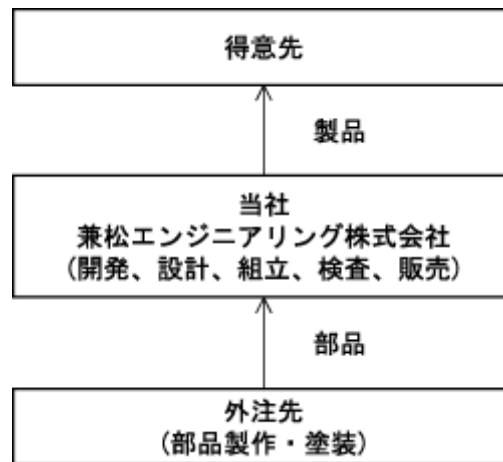 得意先
製品
当社
兼松エンジニアリング株式会社
(開発、設計、組立、検査、販売)
部品
外注先
(部品製作・塗装)